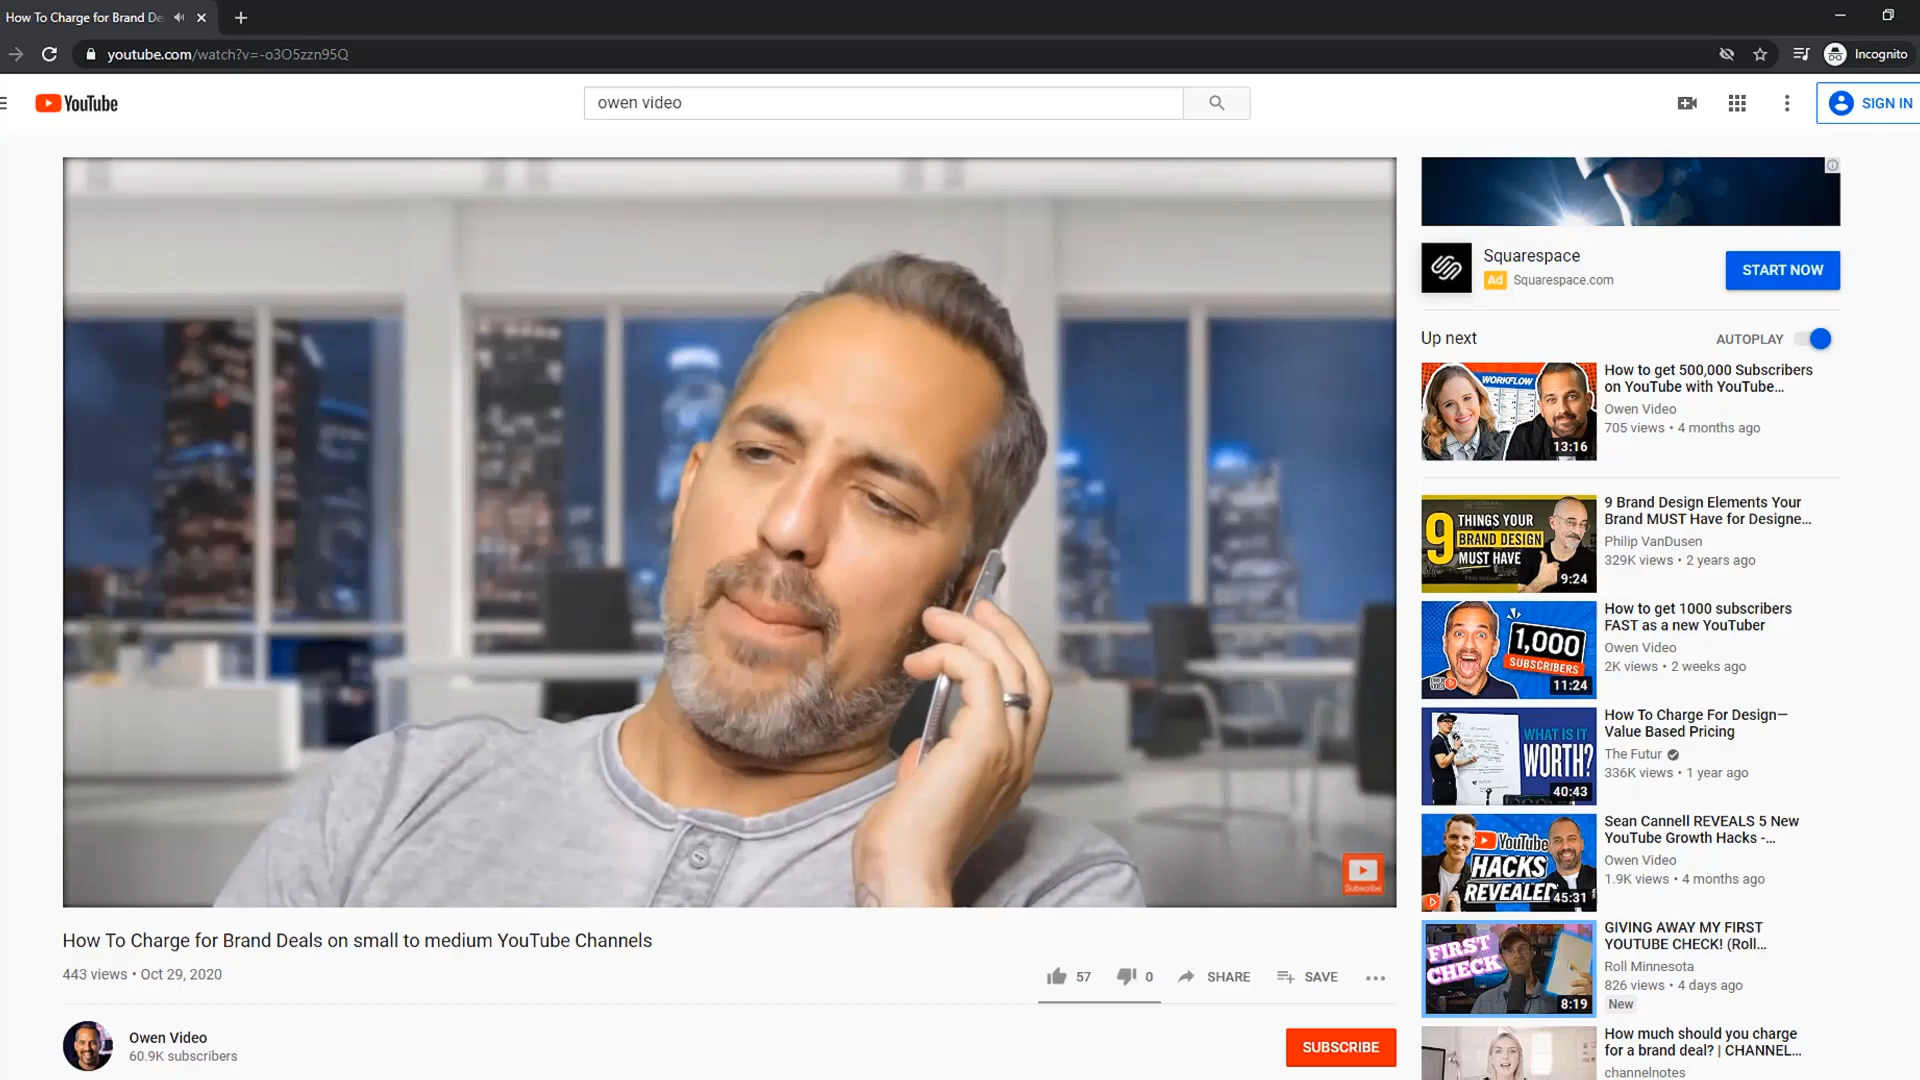 How To Charge for Brand De
youtube.com/watch?v=-o3O5zzn95Q
Incognito
YouTube
owen video
SIGN IN
Subscribe
How To Charge for Brand Deals on small to medium YouTube Channels
443 views • Oct 29, 2020
57
0
SHARE
SAVE
Owen Video
60.9K subscribers
SUBSCRIBE
Squarespace
Ad Squarespace.com
START NOW
Up next
AUTOPLAY
WORKFLOW
13:16
How to get 500,000 Subscribers
on YouTube with YouTube...
Owen Video
705 views • 4 months ago
9 THINGS YOUR
BRAND DESIGN
MUST HAVE
9:24
9 Brand Design Elements Your
Brand MUST Have for Designe...
Philip VanDusen
329K views • 2 years ago
1,000
SUBSCRIBERS
11:24
How to get 1000 subscribers
FAST as a new YouTuber
Owen Video
2K views • 2 weeks ago
WHAT IS IT
WORTH?
40:43
How To Charge For Design—
Value Based Pricing
The Futur
336K views • 1 year ago
YouTube
HACKS
REVEALED
45:31
Sean Cannell REVEALS 5 New
YouTube Growth Hacks -...
Owen Video
1.9K views • 4 months ago
FIRST
CHECK
8:19
GIVING AWAY MY FIRST
YOUTUBE CHECK! (Roll...
Roll Minnesota
826 views • 4 days ago
New
How much should you charge
for a brand deal? | CHANNEL...
channelnotes